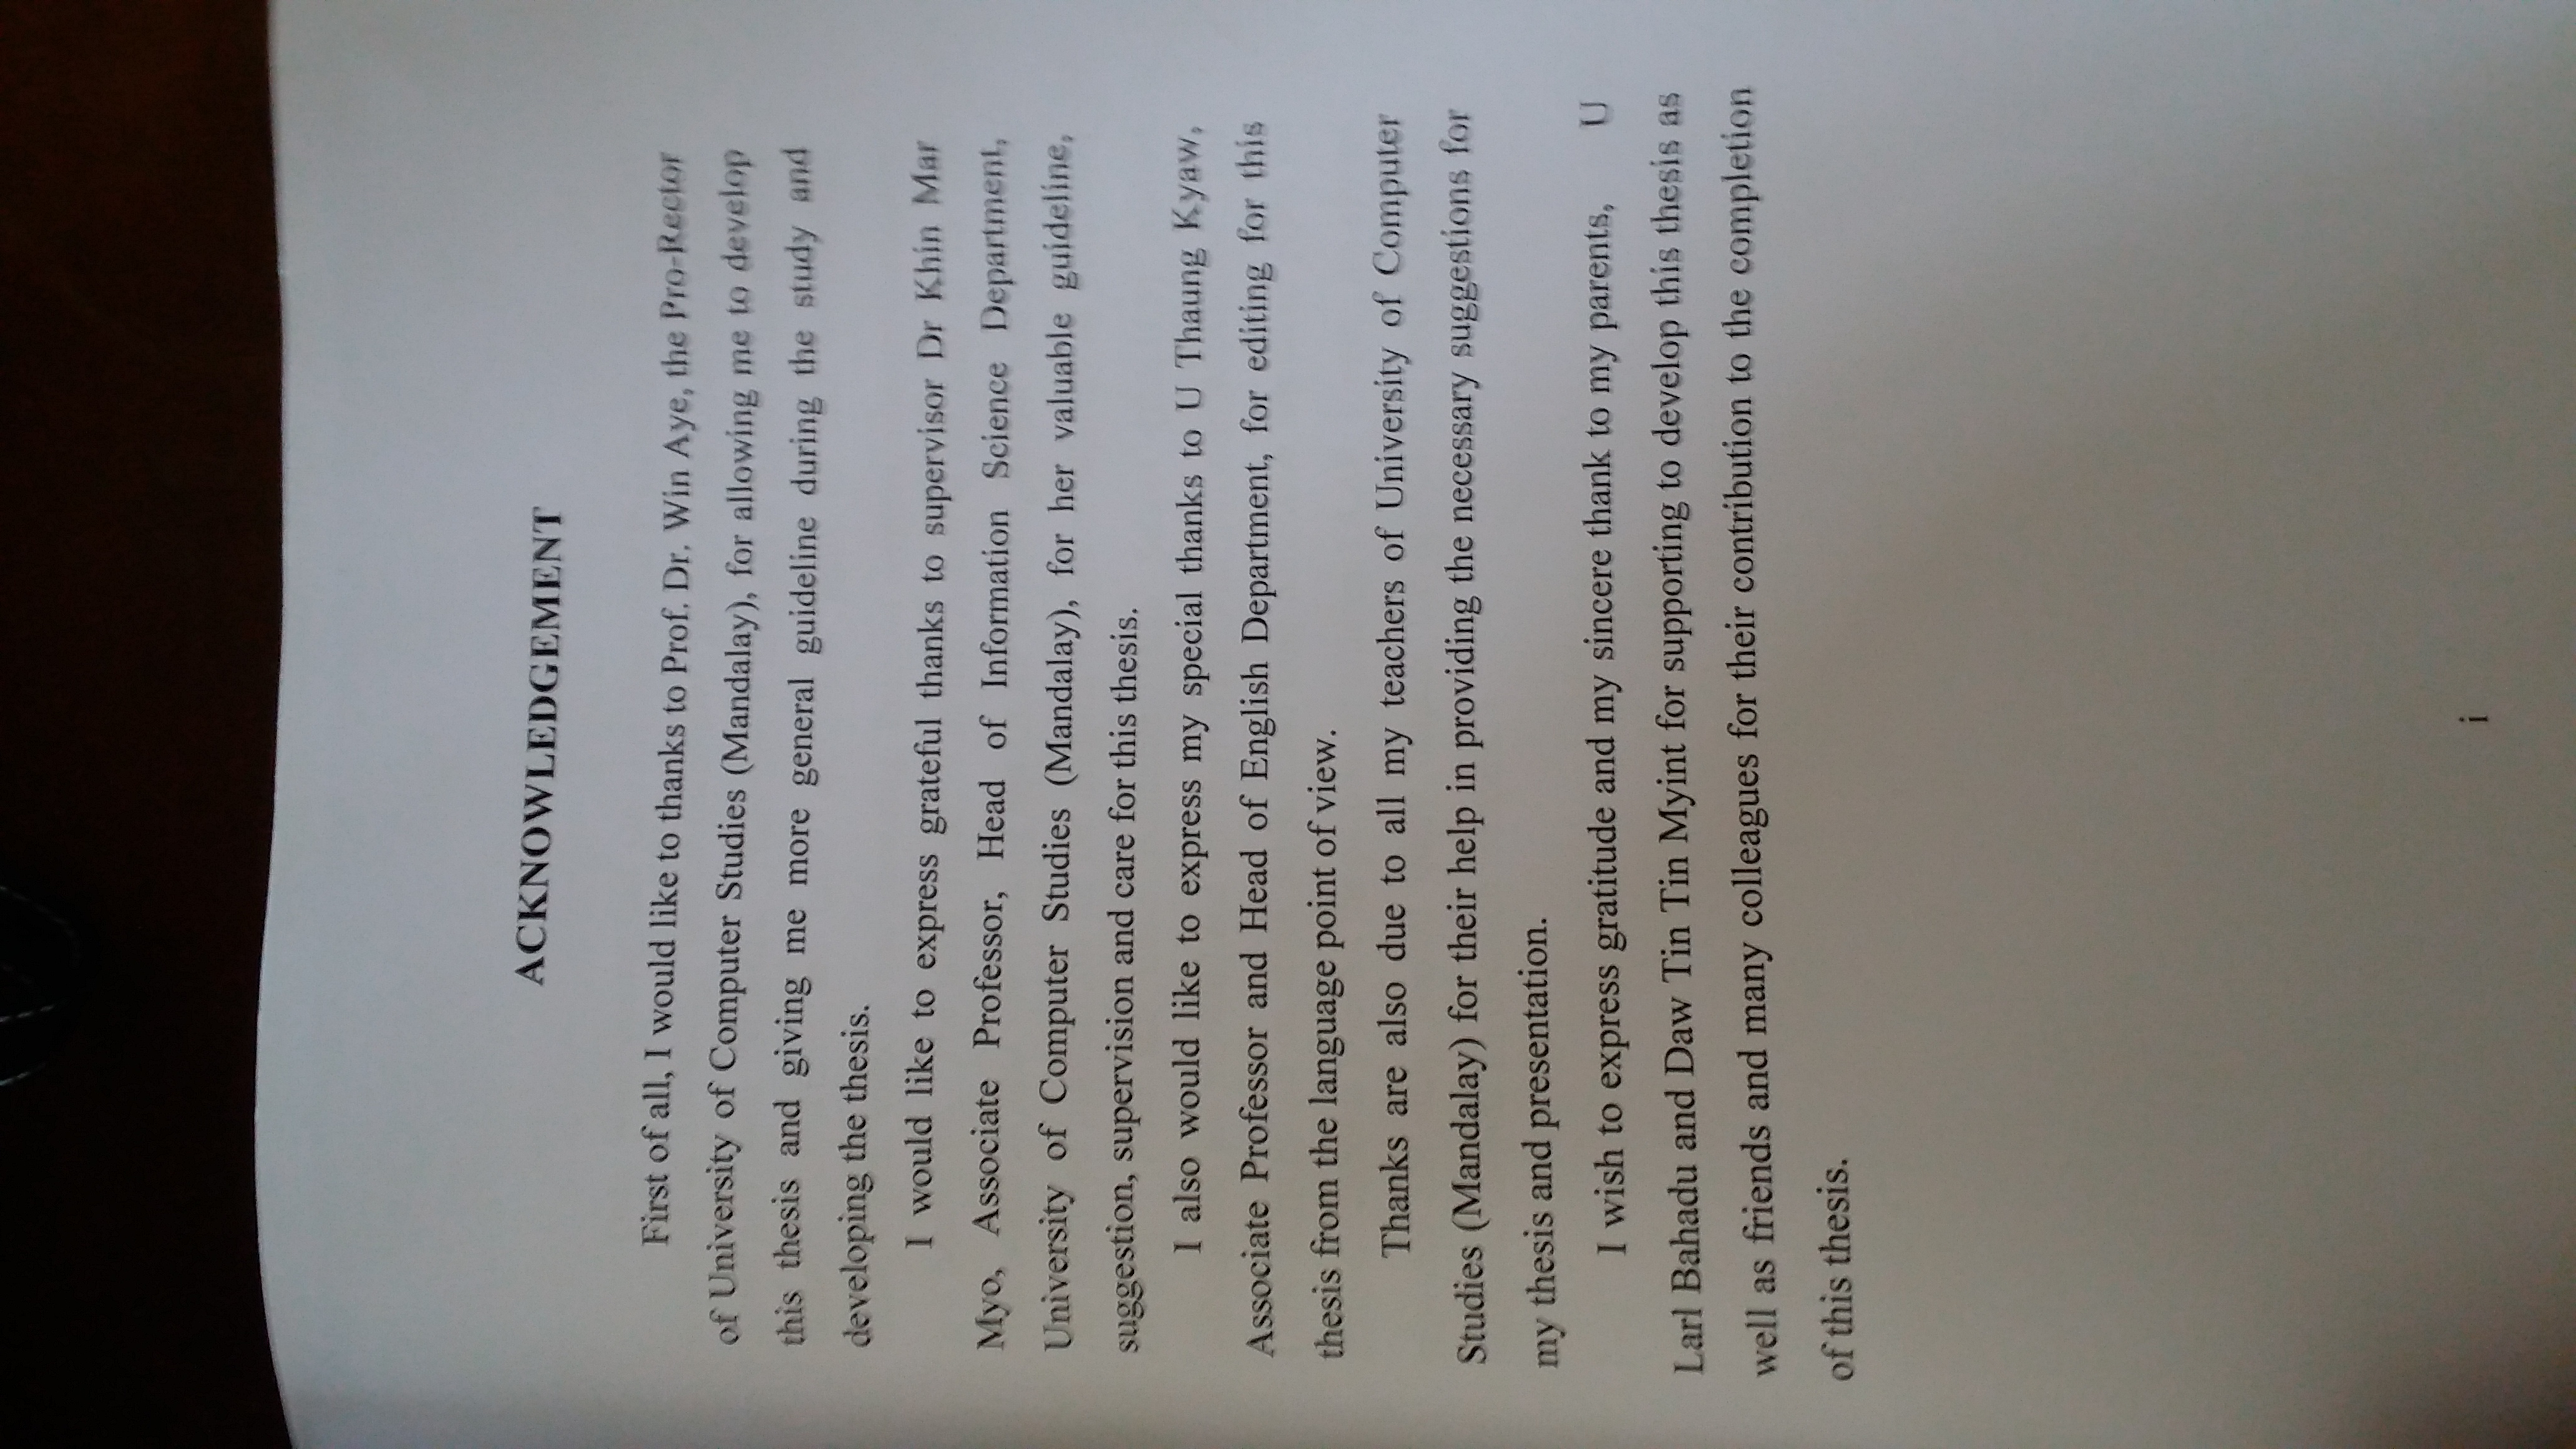 ACKNOWLEDGEMENT
First of all, I would like to thanks to Prof. Dr. Win Aye, the Pro-Rector
of University of Computer Studies (Mandalay), for allowing me to develop
this thesis and giving me more general guideline during the study and
developing the thesis.
I would like to express grateful thanks to supervisor Dr Khin Mar
Myo, Associate Professor, Head of Information Science Department,
University of Computer Studies (Mandalay), for her valuable guideline,
suggestion, supervision and care for this thesis.
I also would like to express my special thanks to U Thaung Kyaw,
Associate Professor and Head of English Department, for editing for this
thesis from the language point of view.
Thanks are also due to all my teachers of University of Computer
Studies (Mandalay) for their help in providing the necessary suggestions for
my thesis and presentation.
I wish to express gratitude and my sincere thank to my parents, U
Larl Bahadu and Daw Tin Tin Myint for supporting to develop this thesis as
well as friends and many colleagues for their contribution to the completion
of this thesis.
i